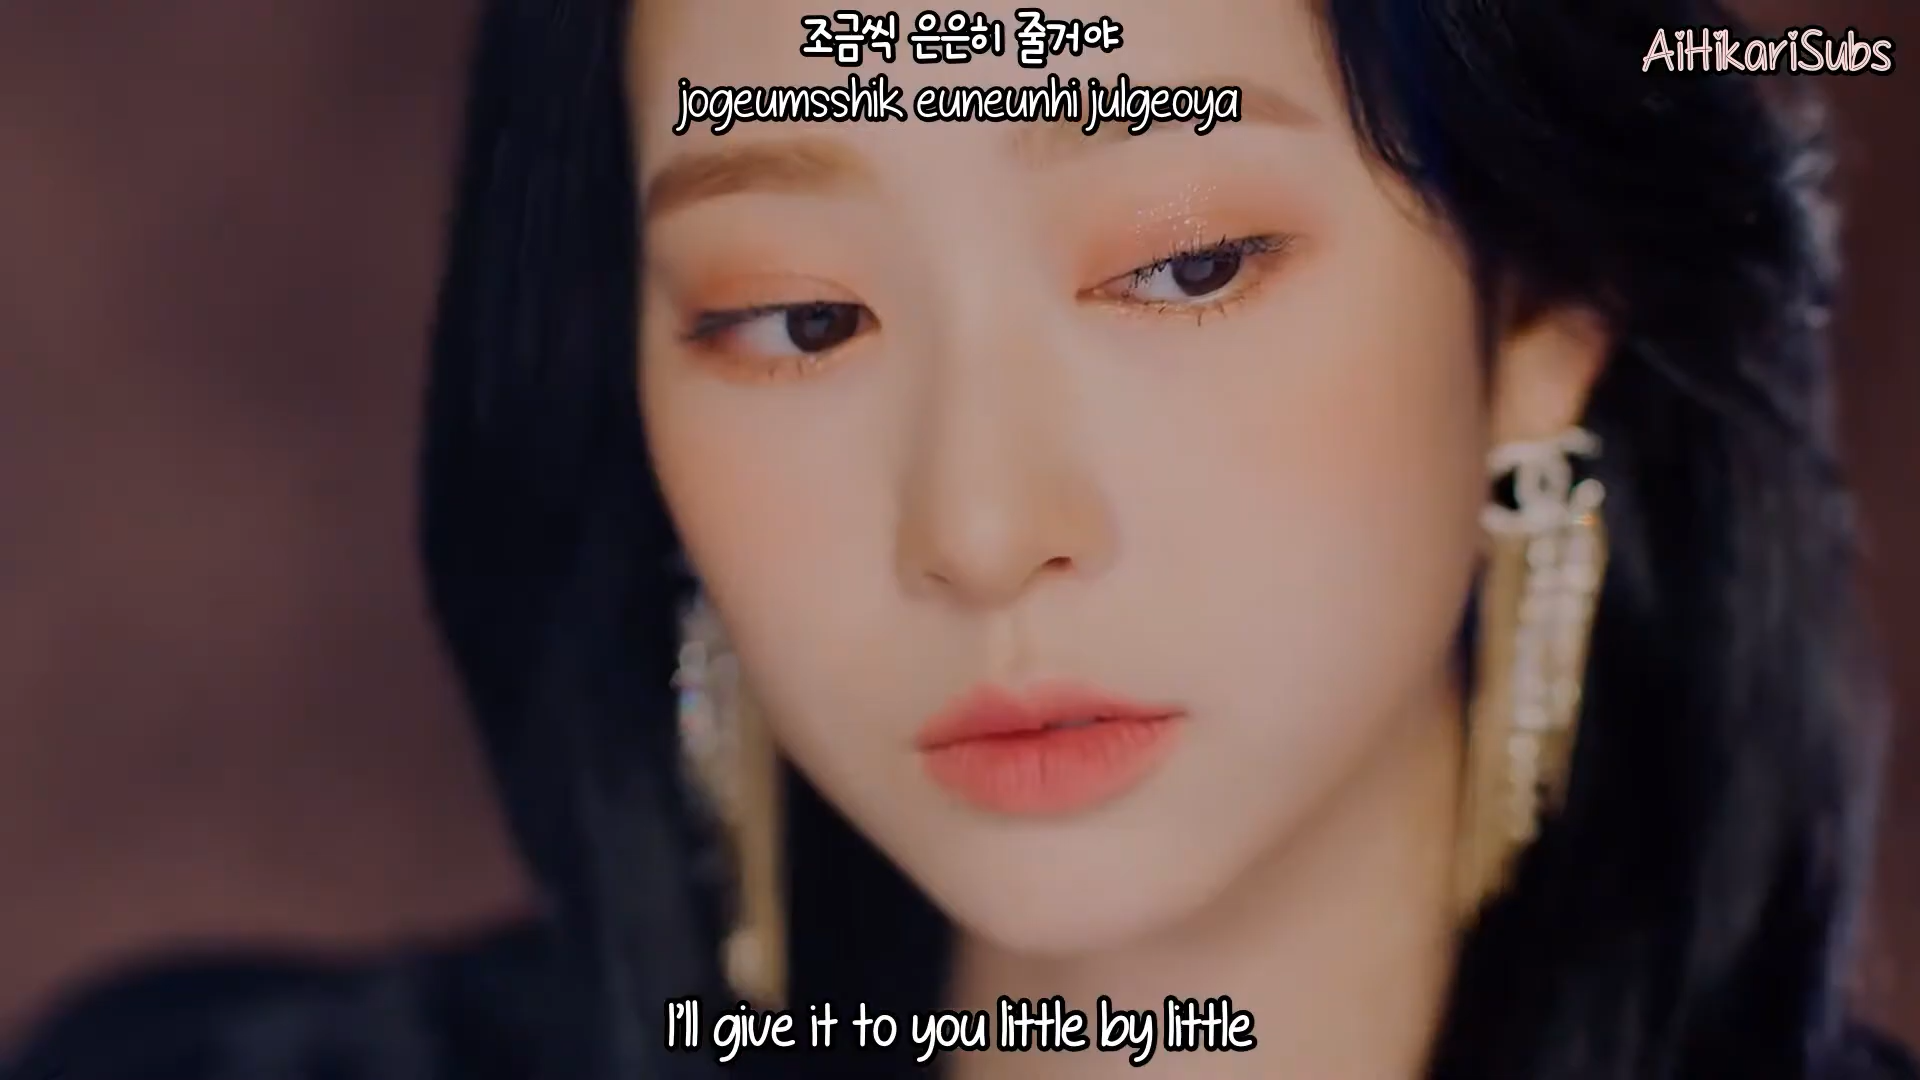 조금씩 은은히 줄거야
AiHikariSubs
jogeumsshik euneunhi julgeoya
I'll give it to you little by little